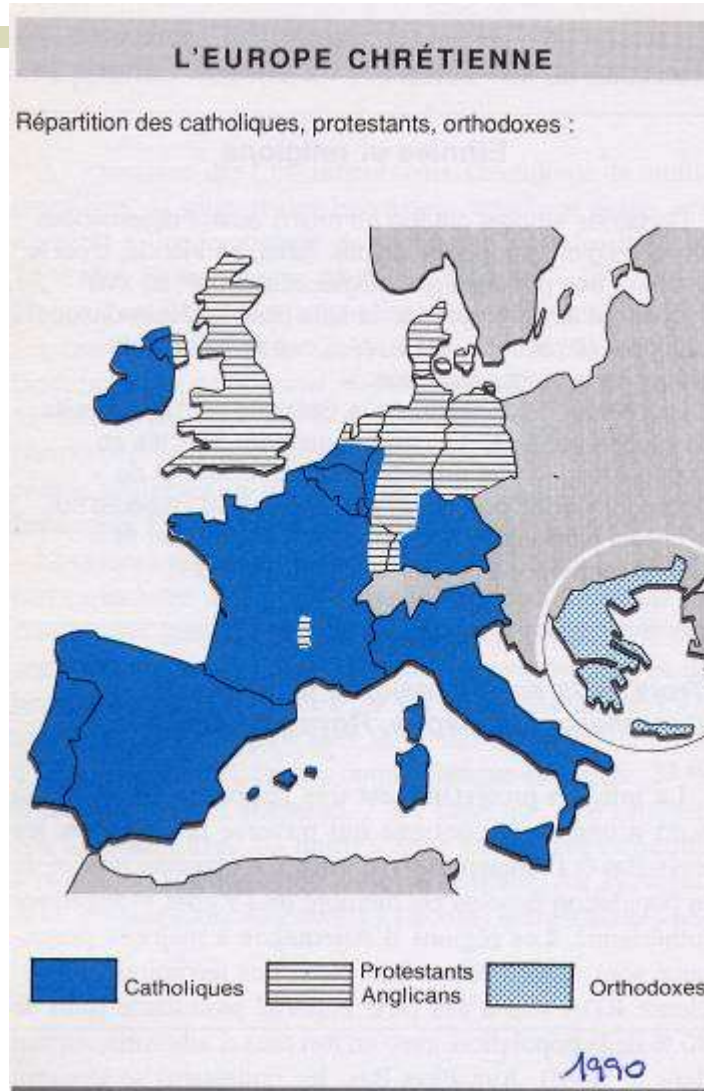 L'EUROPE CHRÉTIENNE
Répartition des catholiques, protestants, orthodoxes :
Catholiques
Protestants
Anglicans
Orthodoxes
1990